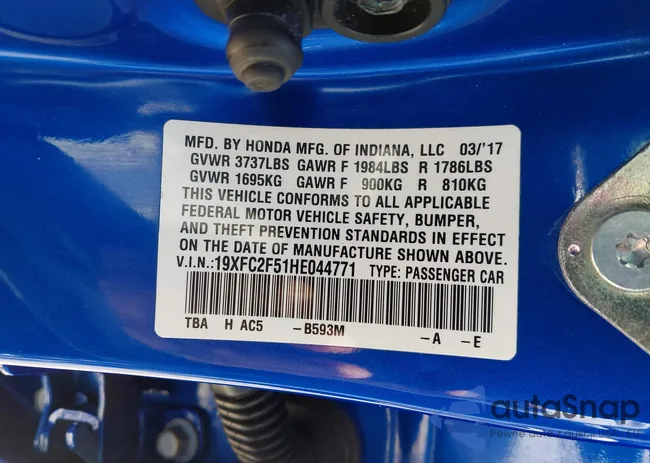 MFD. BY HONDA MFG. OF INDIANA, LLC 03/'17
GVWR 3737LBS GAWR F 1984LBS R 1786LBS
GVWR 1695KG GAWR F 900KG R 810KG
THIS VEHICLE CONFORMS TO ALL APPLICABLE
FEDERAL MOTOR VEHICLE SAFETY, BUMPER,
AND THEFT PREVENTION STANDARDS IN EFFECT
ON THE DATE OF MANUFACTURE SHOWN ABOVE.
V.I.N.:19XFC2F51HE044771 TYPE: PASSENGER CAR
TBA H AC5 -B593M -A -E
autoSnap
Pewne auto z